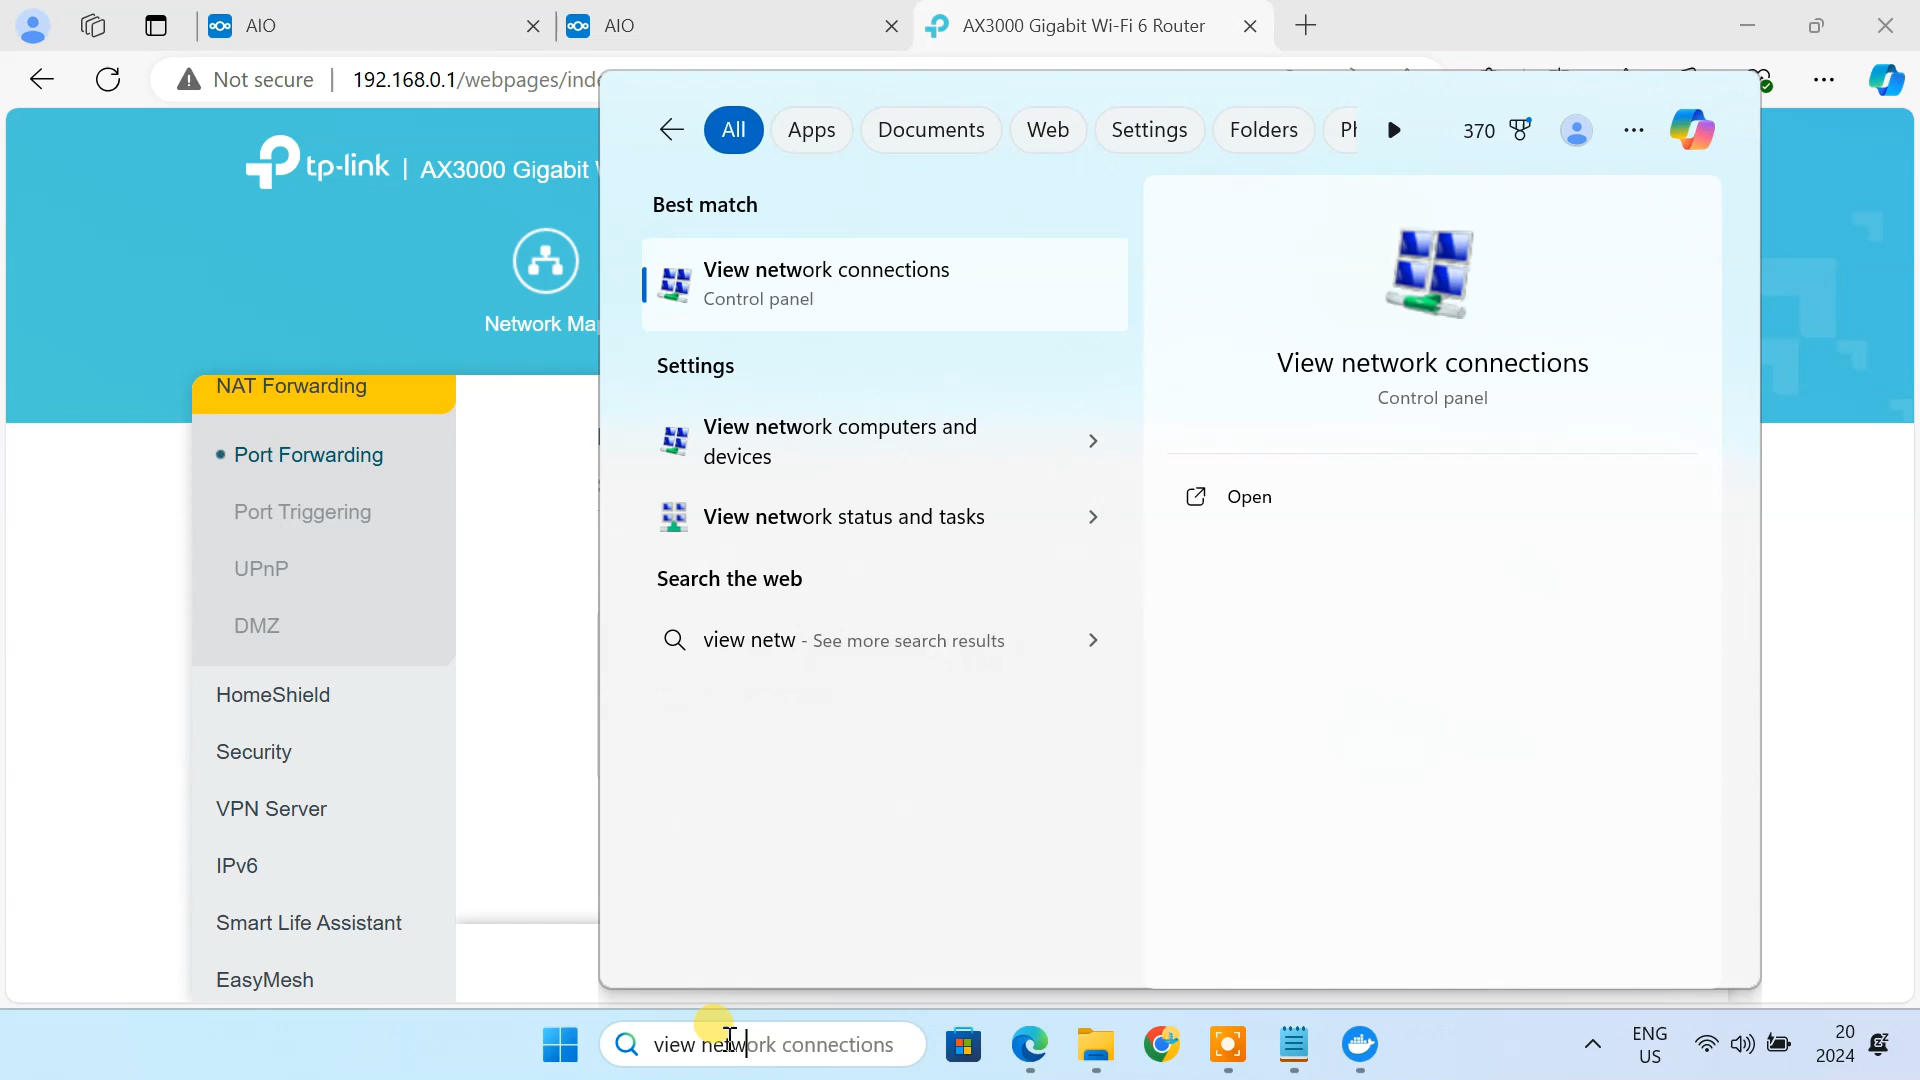 AIO
AIO
AX3000 Gigabit Wi-Fi 6 Router
Not secure
192.168.0.1/webpages/inde
tp-link | AX3000 Gigabit
Network Ma
NAT Forwarding
Port Forwarding
Port Triggering
UPnP
DMZ
HomeShield
Security
VPN Server
IPv6
Smart Life Assistant
EasyMesh
All
Apps
Documents
Web
Settings
Folders
Ph
370
Best match
View network connections
Control panel
Settings
View network computers and
devices
View network status and tasks
Search the web
view netw - See more search results
View network connections
Control panel
Open
view network connections
ENG
US
20
2024